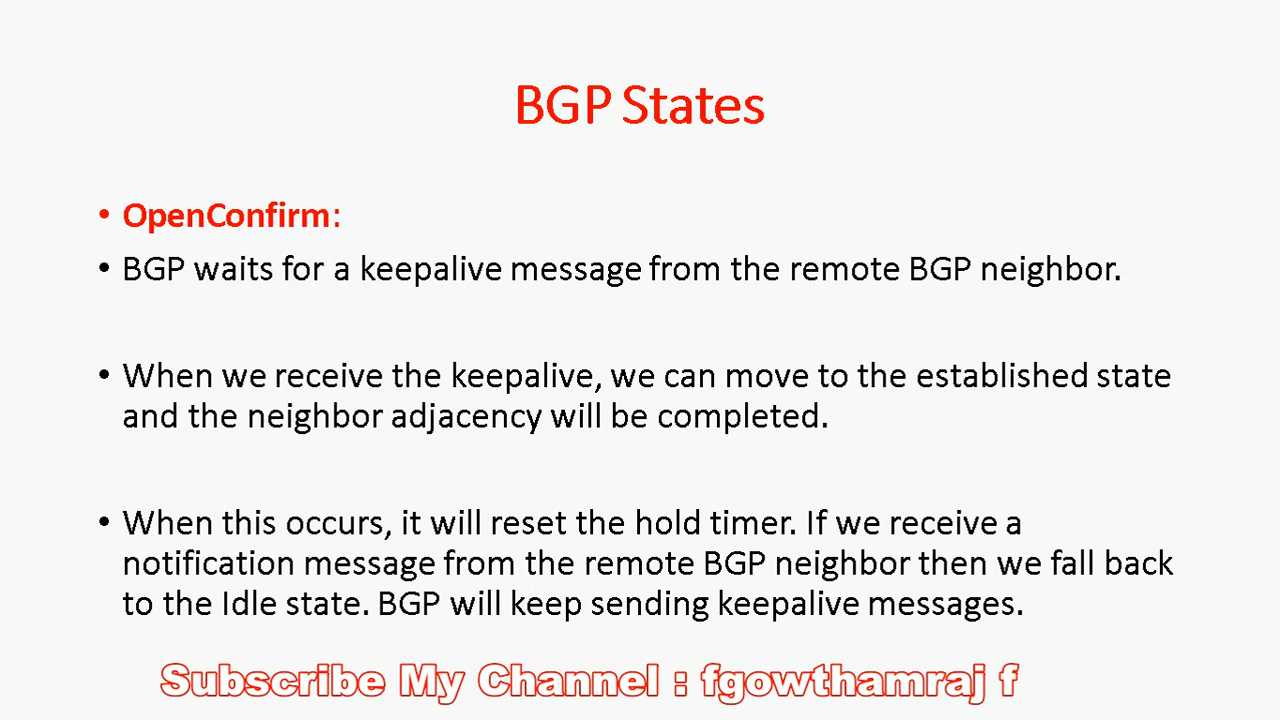 BGP States
• OpenConfirm:
• BGP waits for a keepalive message from the remote BGP neighbor.
• When we receive the keepalive, we can move to the established state
and the neighbor adjacency will be completed.
• When this occurs, it will reset the hold timer. If we receive a
notification message from the remote BGP neighbor then we fall back
to the Idle state. BGP will keep sending keepalive messages.
Subscribe My Channel : fgowthamraj f